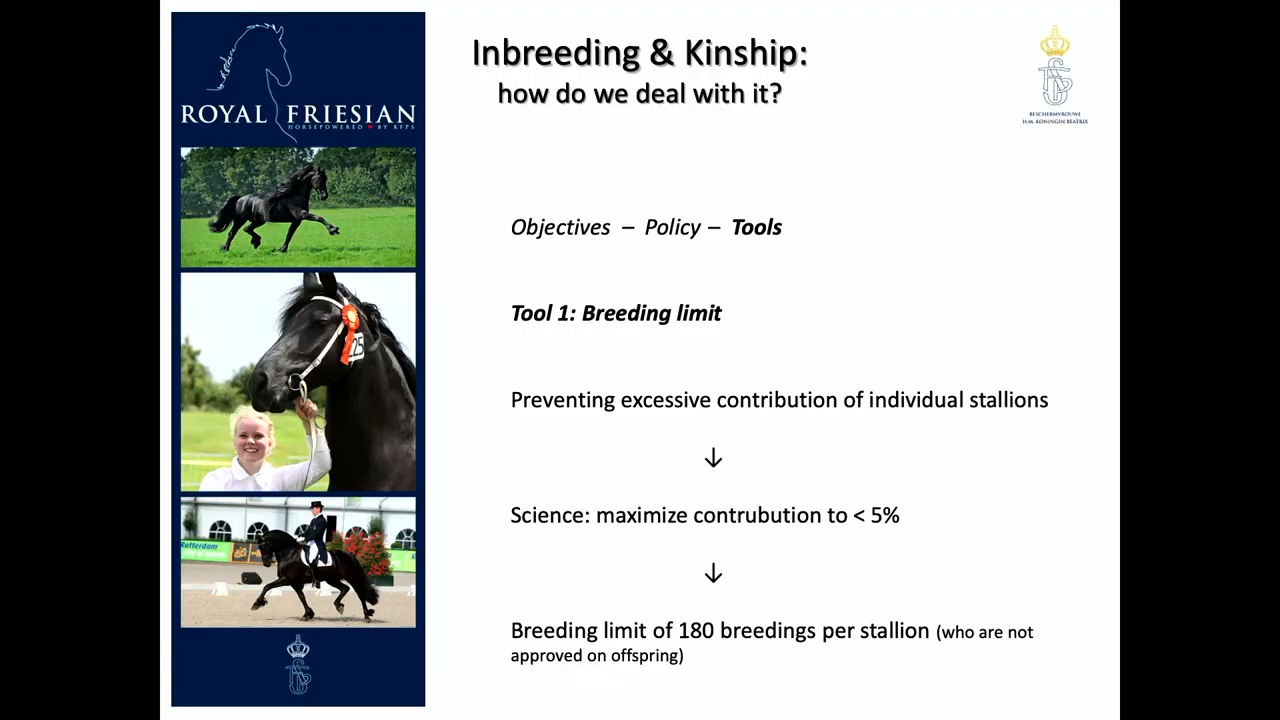 Inbreeding & Kinship:
how do we deal with it?
ROYAL FRIESIAN
HORSEPOWERED BY KFPS
BESCHERMVROUWE
H.M. KONINGIN BEATRIX
Objectives – Policy – Tools
Tool 1: Breeding limit
Preventing excessive contribution of individual stallions
↓
Science: maximize contrubution to < 5%
↓
Breeding limit of 180 breedings per stallion (who are not
approved on offspring)
225
Rotterdam